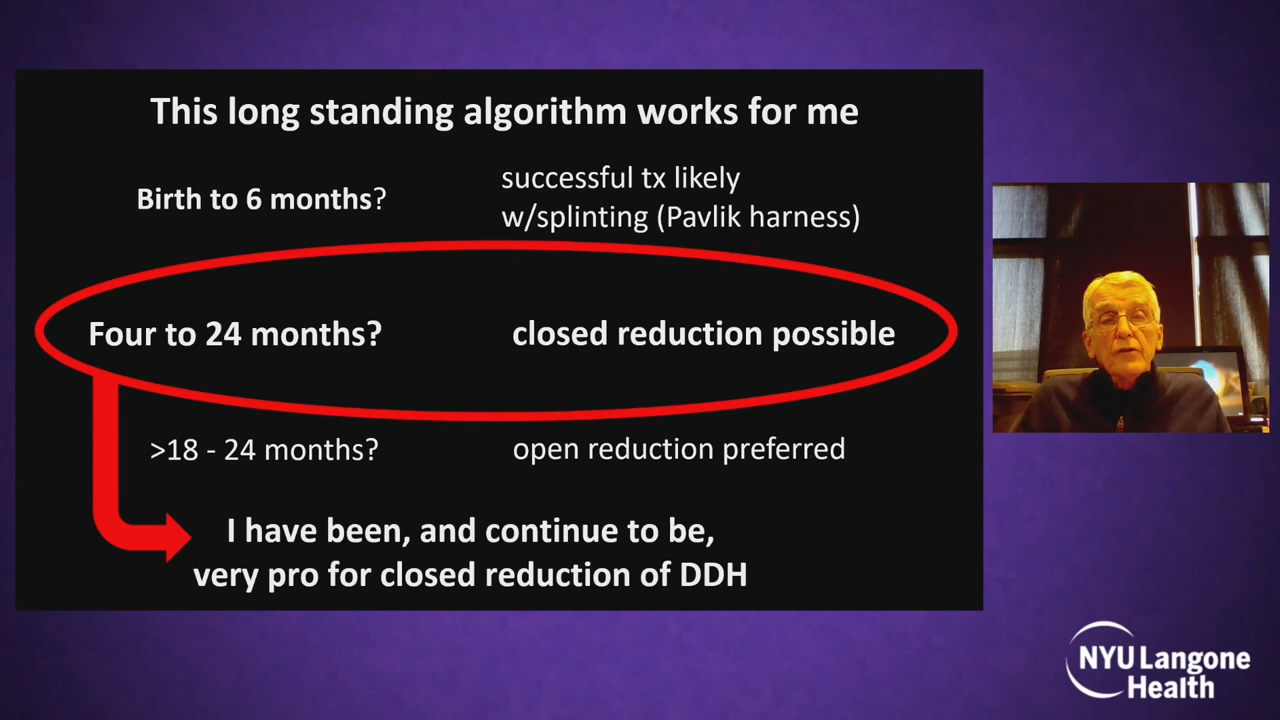 This long standing algorithm works for me
Birth to 6 months?
successful tx likely
w/splinting (Pavlik harness)
Four to 24 months?
closed reduction possible
>18 - 24 months?
open reduction preferred
I have been, and continue to be,
very pro for closed reduction of DDH
NYU Langone
Health